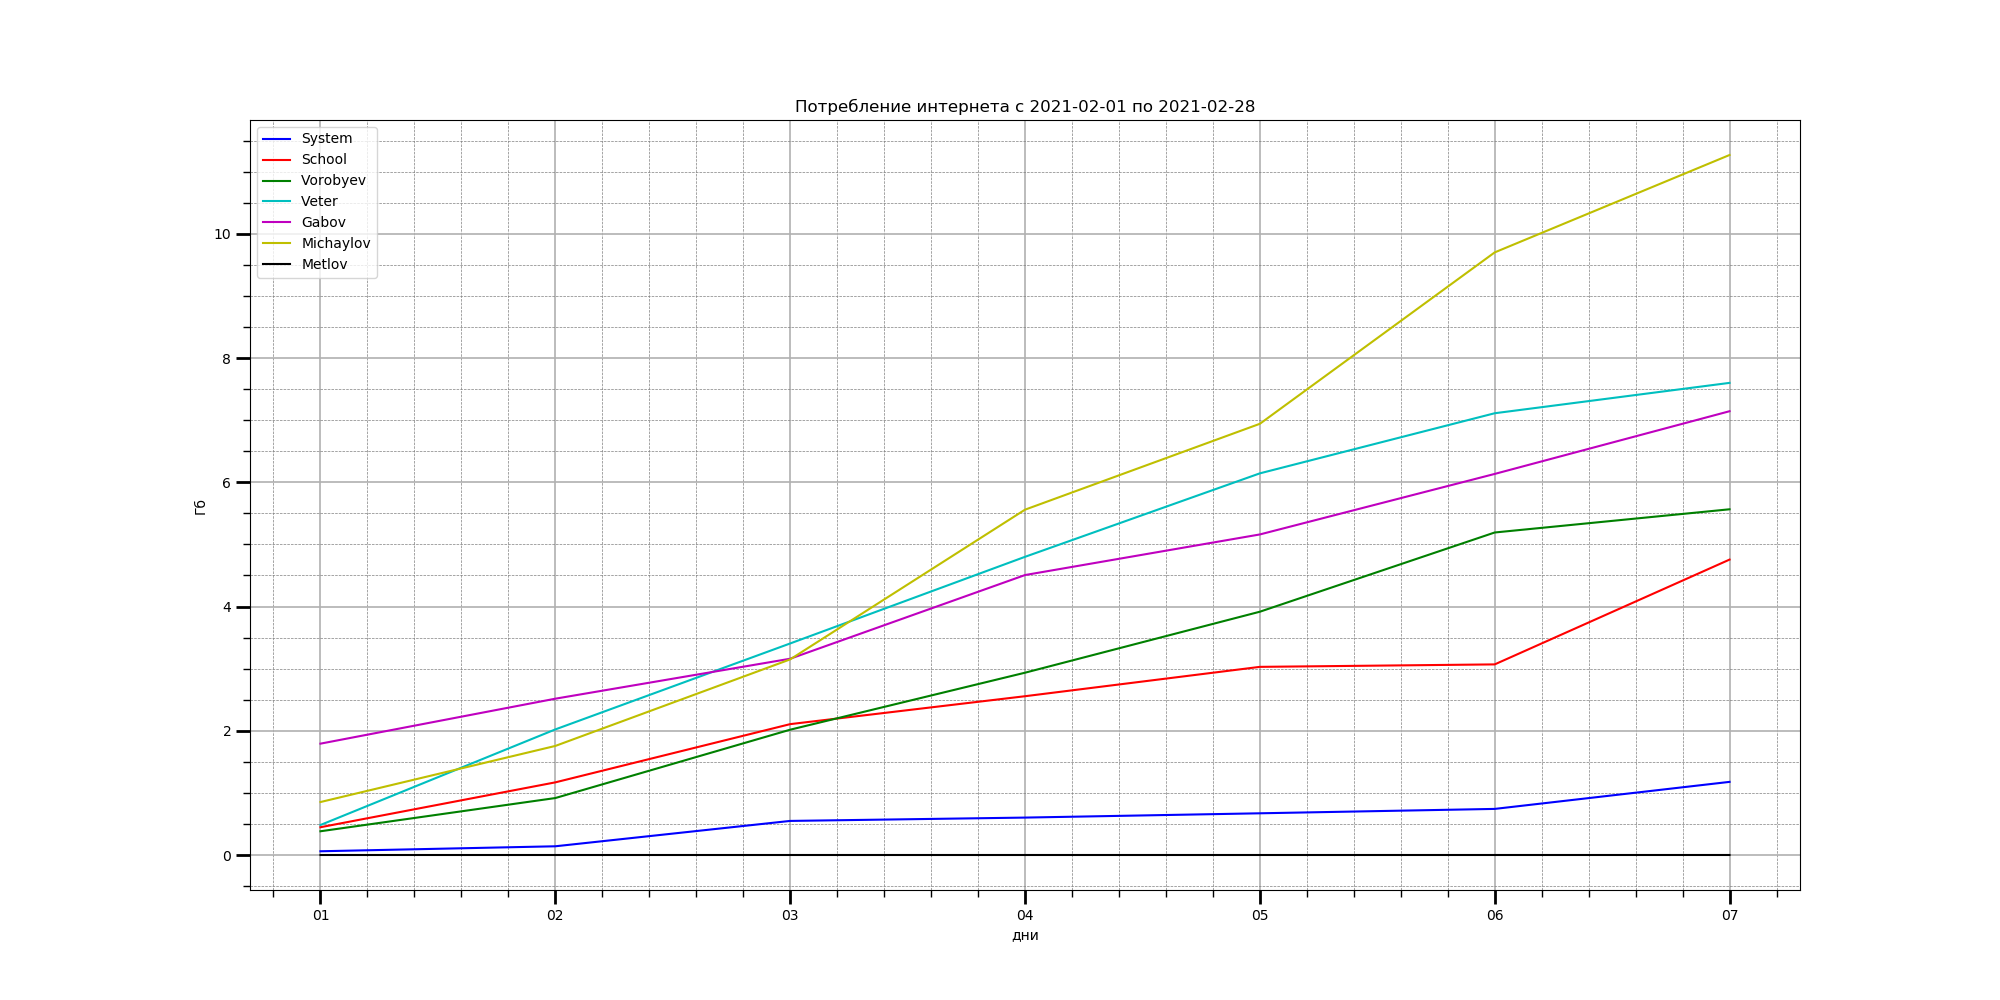 Потребление интернета с 2021-02-01 по 2021-02-28
System
School
Vorobyev
Veter
Gabov
Michaylov
Metlov
10
8
6
4
2
0
Гб
01 02 03 04 05 06 07
дни